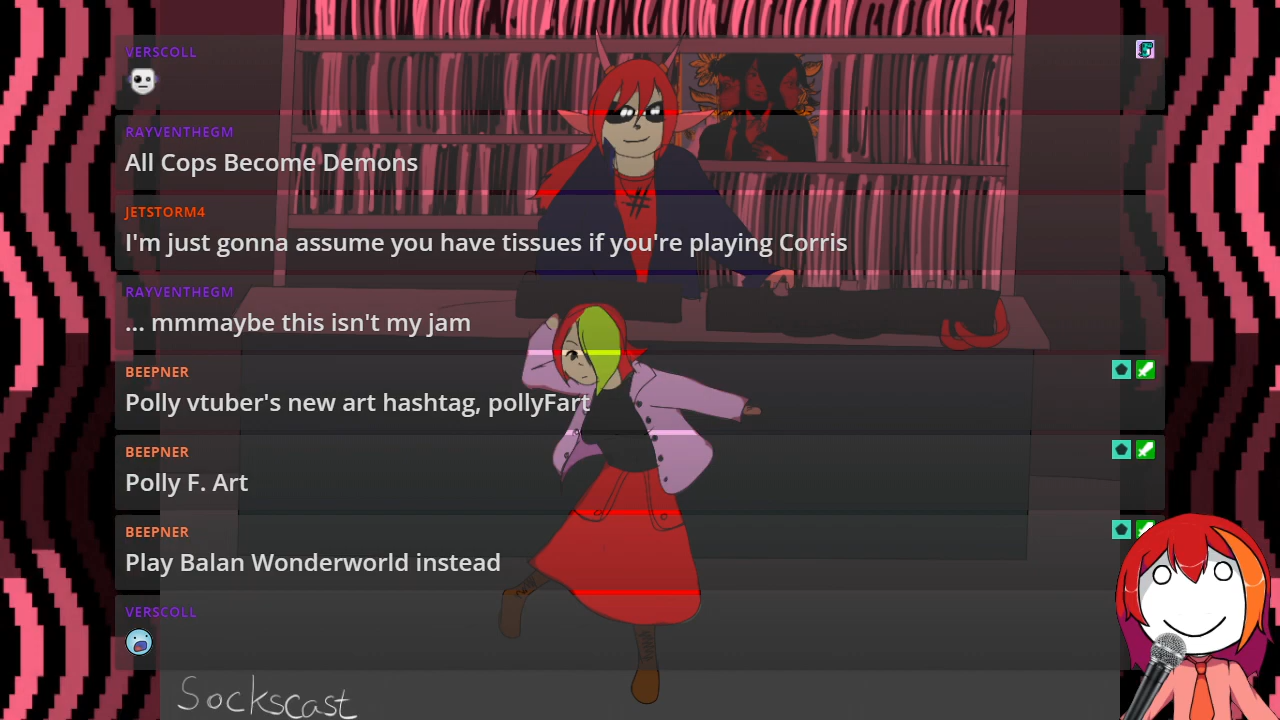 VERSCOLL
RAYVENTHEGM
All Cops Become Demons
JETSTORM4
I'm just gonna assume you have tissues if you're playing Corris
RAYVENTHEGM
... mmmaybe this isn't my jam
BEEPNER
Polly vtuber's new art hashtag, pollyFart
BEEPNER
Polly F. Art
BEEPNER
Play Balan Wonderworld instead
VERSCOLL
Sockscast